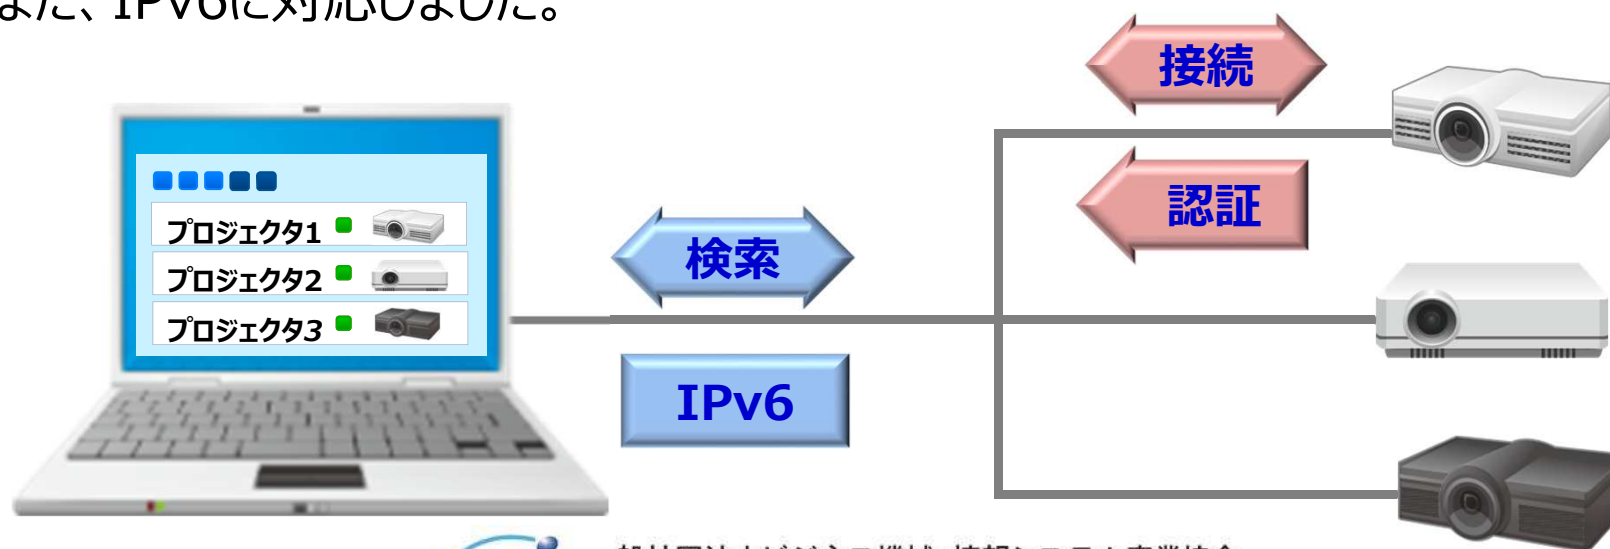 また、IPv6に対応しました。
接続
認証
検索
プロジェクタ1
プロジェクタ2
プロジェクタ3
IPv6